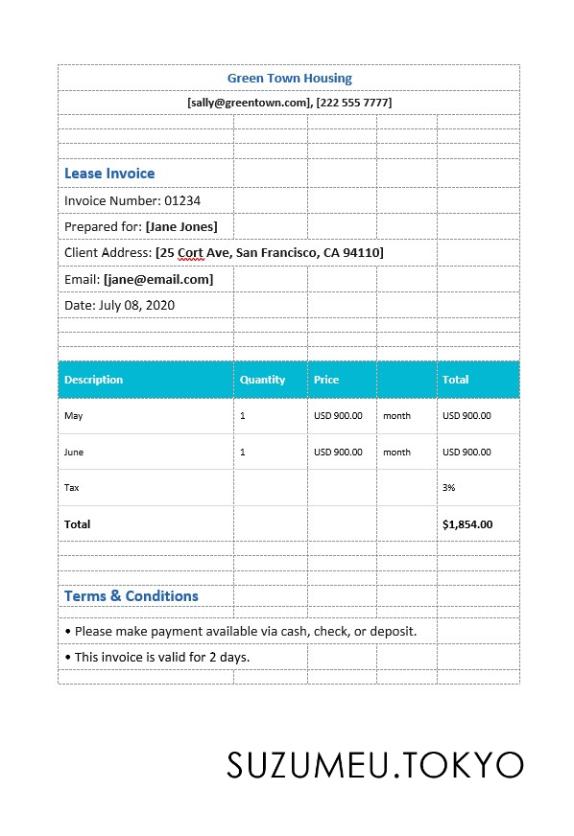 Green Town Housing
[sally@greentown.com], [222 555 7777]
Lease Invoice
Invoice Number: 01234
Prepared for: [Jane Jones]
Client Address: [25 Cort Ave, San Francisco, CA 94110]
Email: [jane@email.com]
Date: July 08, 2020
Description Quantity Price Total
May 1 USD 900.00 month USD 900.00
June 1 USD 900.00 month USD 900.00
Tax 3%
Total $1,854.00
Terms & Conditions
• Please make payment available via cash, check, or deposit.
• This invoice is valid for 2 days.
SUZUMEU.TOKYO